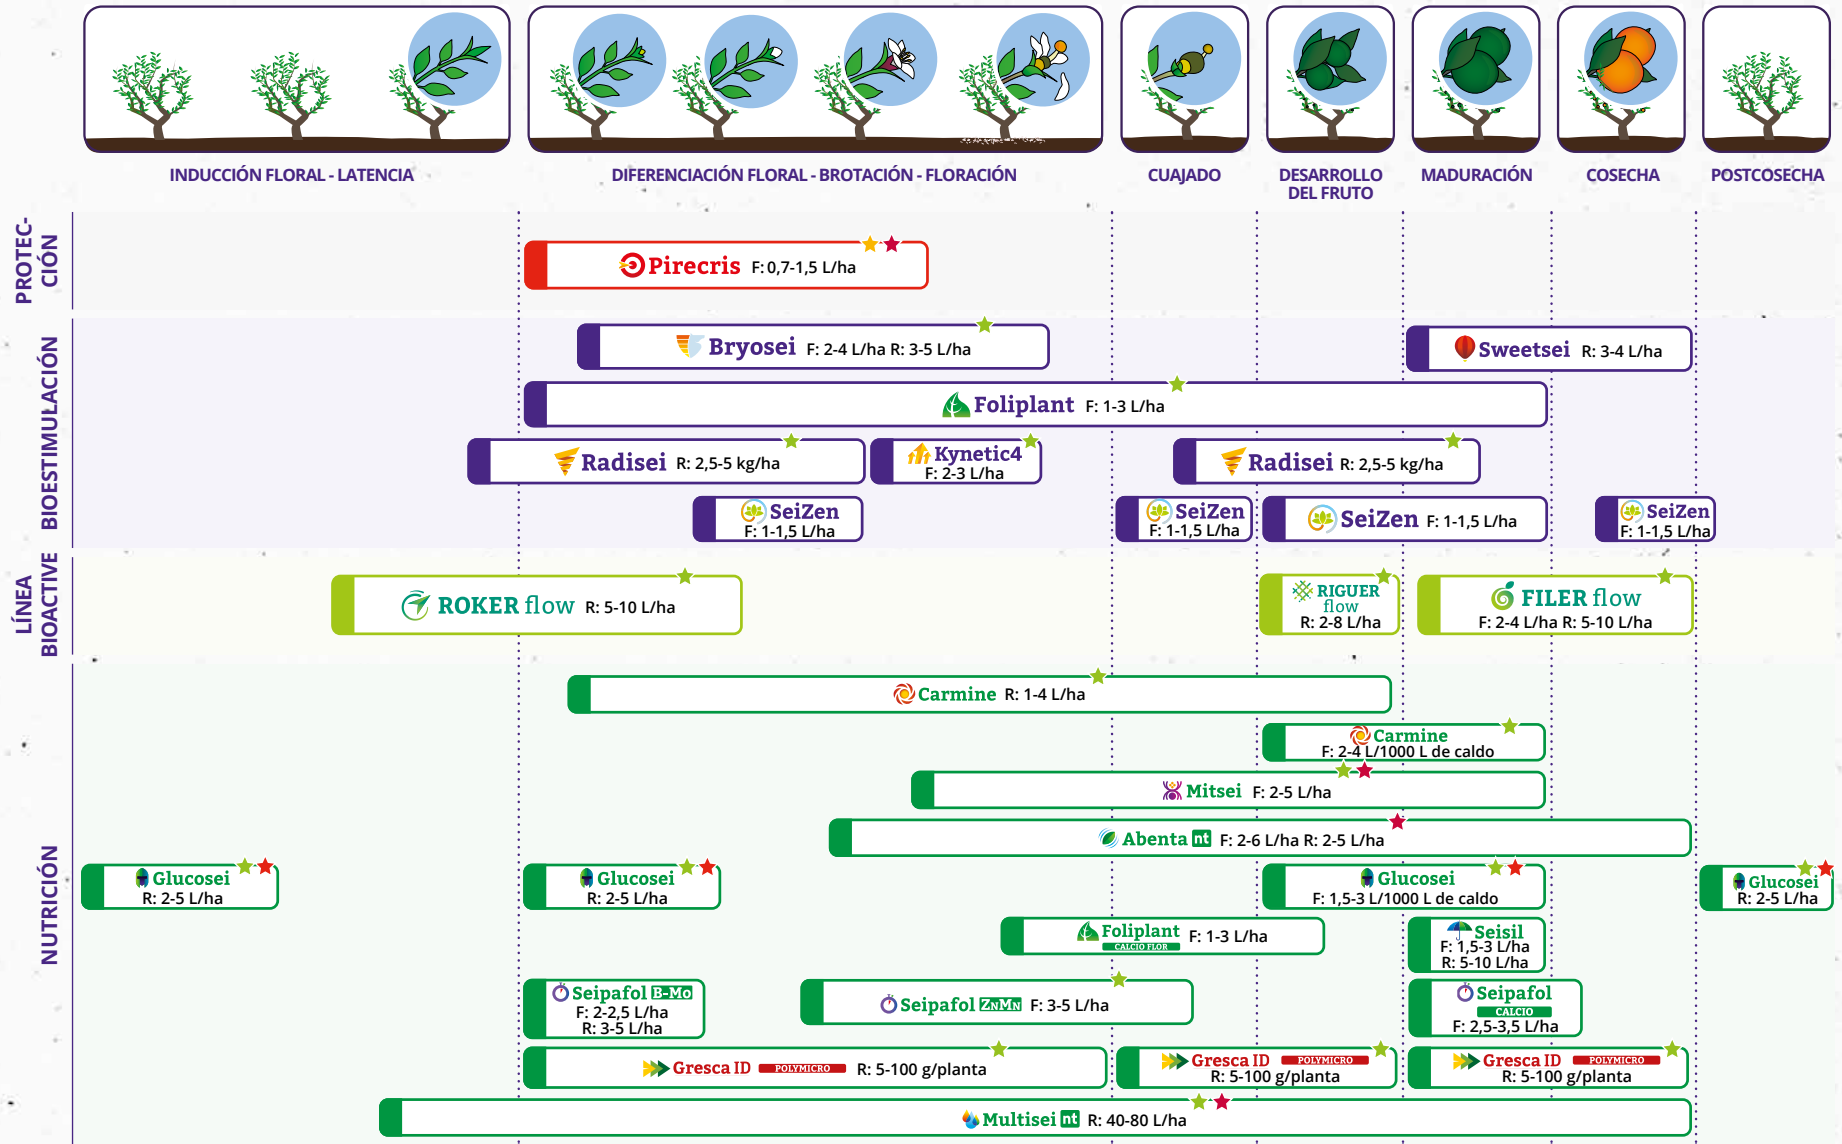 INDUCCIÓN FLORAL - LATENCIA
DIFERENCIACIÓN FLORAL - BROTACIÓN - FLORACIÓN
CUAJADO
DESARROLLO
DEL FRUTO
MADURACIÓN
COSECHA
POSTCOSECHA
PROTEC-
CIÓN
Pirecris F: 0,7-1,5 L/ha
BIOESTIMULACIÓN
Bryosei F: 2-4 L/ha R: 3-5 L/ha
Sweetsei R: 3-4 L/ha
Foliplant F: 1-3 L/ha
Radisei R: 2,5-5 kg/ha
Kynetic4
F: 2-3 L/ha
Radisei R: 2,5-5 kg/ha
SeiZen
F: 1-1,5 L/ha
SeiZen
F: 1-1,5 L/ha
SeiZen F: 1-1,5 L/ha
SeiZen
F: 1-1,5 L/ha
LÍNEA
BIOACTIVE
ROKER flow R: 5-10 L/ha
RIGUER
flow
R: 2-8 L/ha
FILER flow
F: 2-4 L/ha R: 5-10 L/ha
NUTRICIÓN
Carmine R: 1-4 L/ha
Carmine
F: 2-4 L/1000 L de caldo
Mitsei F: 2-5 L/ha
Abenta nt F: 2-6 L/ha R: 2-5 L/ha
Glucosei
R: 2-5 L/ha
Glucosei
R: 2-5 L/ha
Glucosei
F: 1,5-3 L/1000 L de caldo
Glucosei
R: 2-5 L/ha
Foliplant
CALCIO FLOR
F: 1-3 L/ha
Seisil
F: 1,5-3 L/ha
R: 5-10 L/ha
Seipafol B-Mo
F: 2-2,5 L/ha
R: 3-5 L/ha
Seipafol ZnMn F: 3-5 L/ha
Seipafol
CALCIO
F: 2,5-3,5 L/ha
Gresca ID POLYMICRO R: 5-100 g/planta
Gresca ID POLYMICRO
R: 5-100 g/planta
Gresca ID POLYMICRO
R: 5-100 g/planta
Multisei nt R: 40-80 L/ha